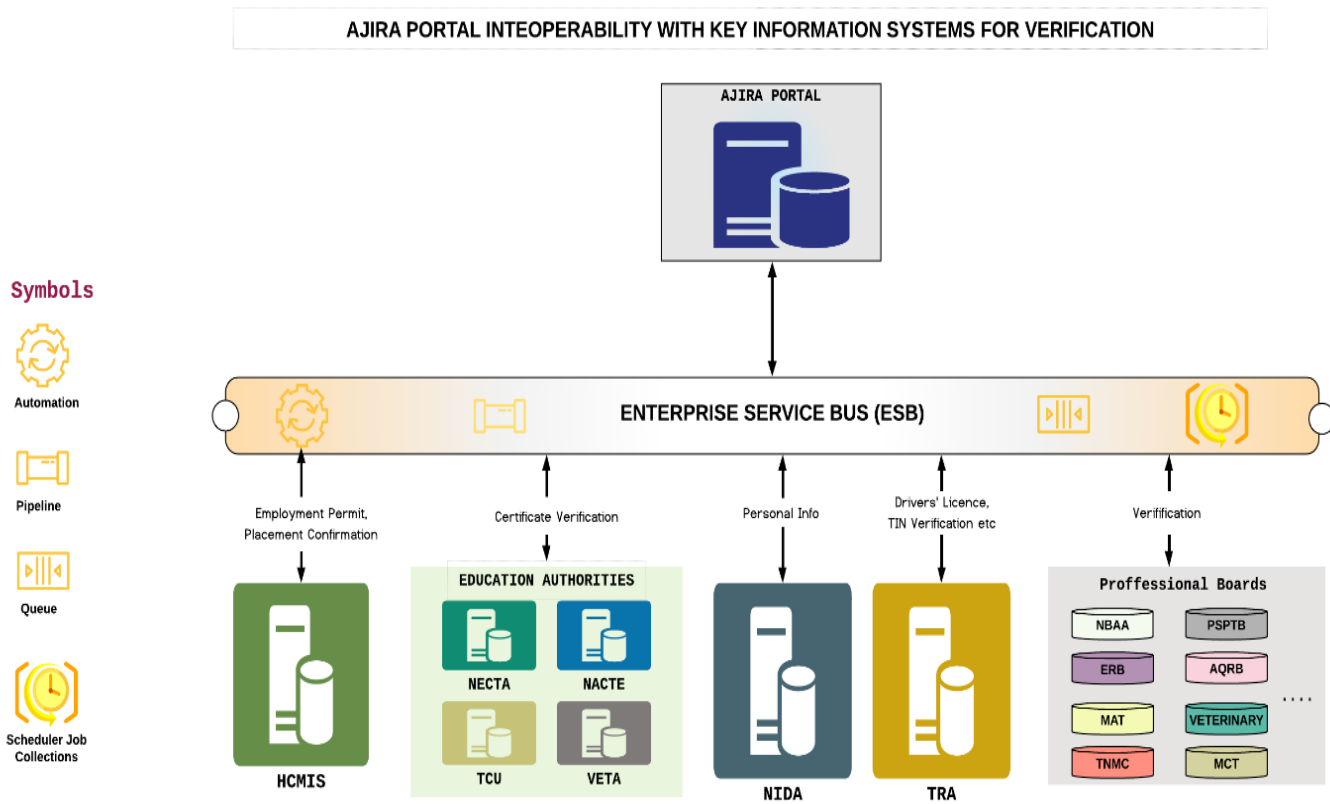 AJIRA PORTAL INTEOPERABILITY WITH KEY INFORMATION SYSTEMS FOR VERIFICATION
AJIRA PORTAL
Symbols
Automation
Pipeline
Queue
Scheduler Job
Collections
ENTERPRISE SERVICE BUS (ESB)
Employment Permit,
Placement Confirmation
Certificate Verification
Personal Info
Drivers' Licence,
TIN Verification etc
Verifification
HCMIS
EDUCATION AUTHORITIES
NECTA
NACTE
TCU
VETA
NIDA
TRA
Proffessional Boards
NBAA
PSPTB
ERB
AQRB
....
MAT
VETERINARY
TNMC
MCT